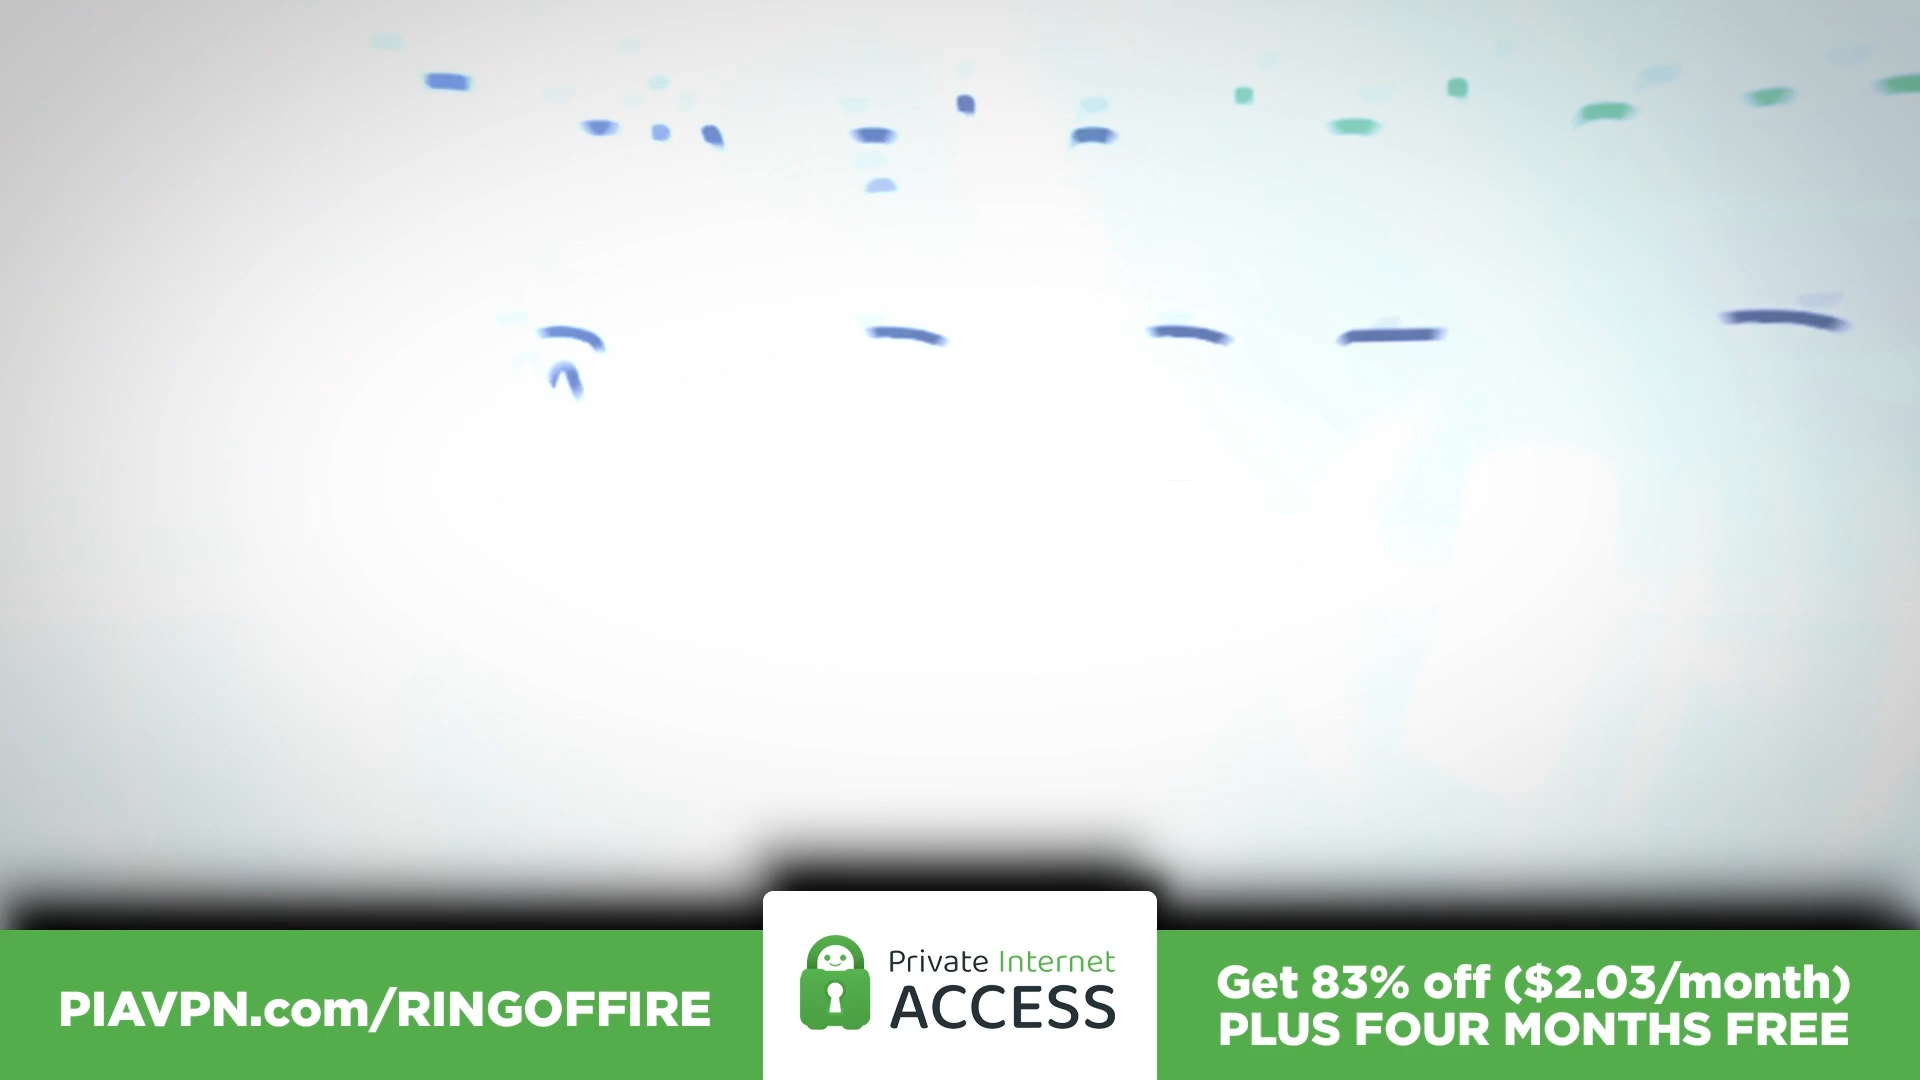 PIAVPN.com/RINGOFFIRE
Private Internet
ACCESS
Get 83% off ($2.03/month)
PLUS FOUR MONTHS FREE